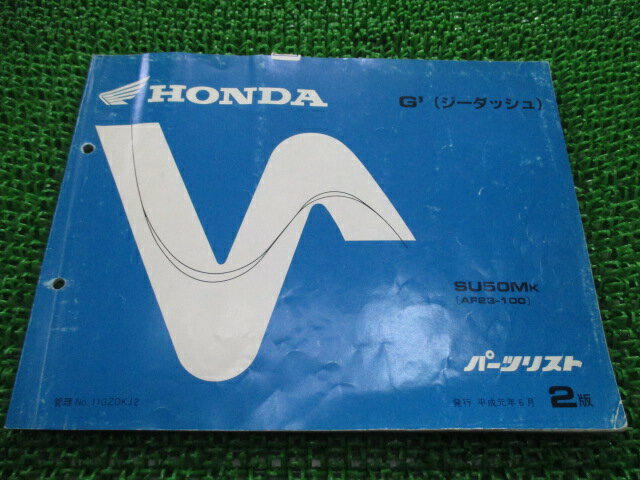 HONDA
G' (ジーダッシュ)
SU50MK
[AF23-100]
パーツリスト
管理No.11GZ0KJ2
発行 平成元年6月 2版